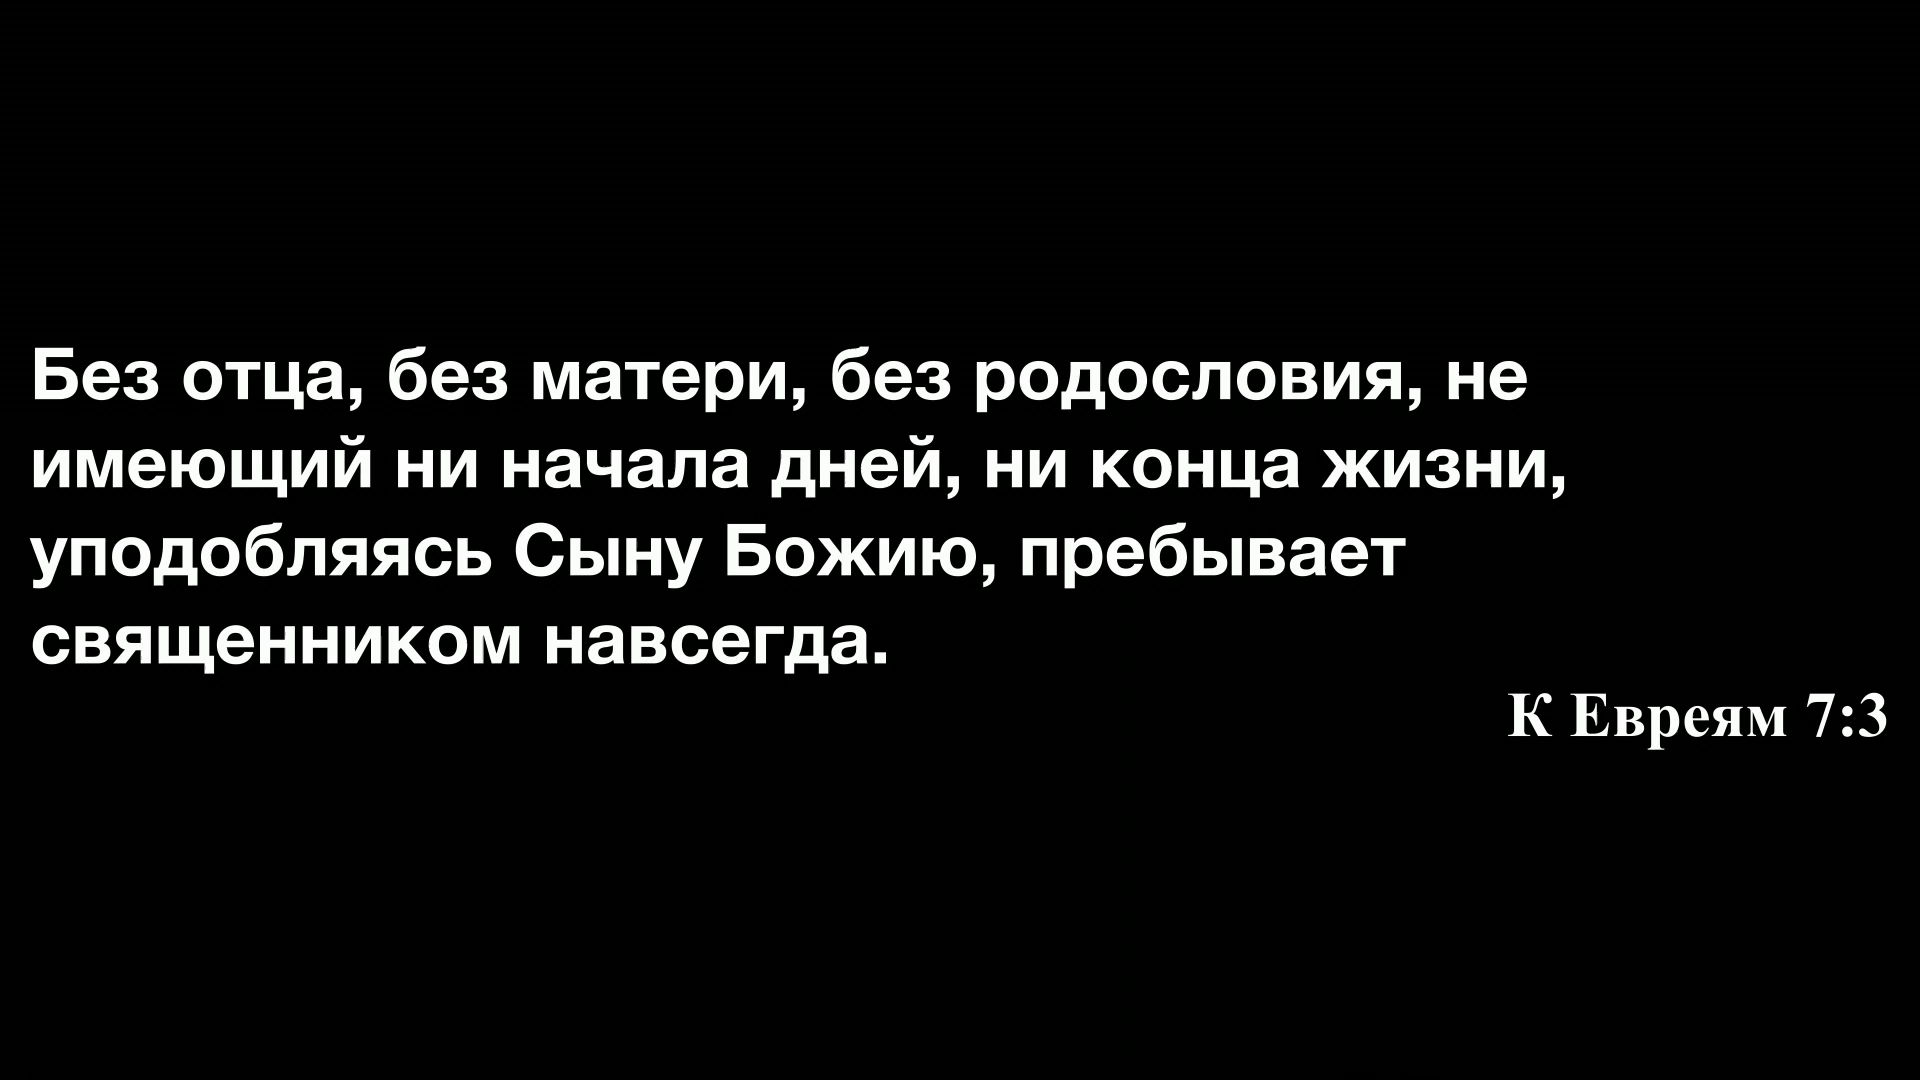 Без отца, без матери, без родословия, не
имеющий ни начала дней, ни конца жизни,
уподобляясь Сыну Божию, пребывает
священником навсегда.
К Евреям 7:3